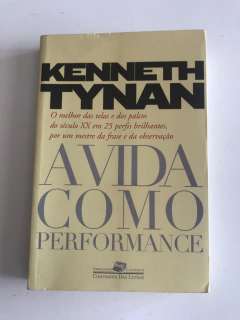 KENNETH
TYNAN
O melhor das telas e dos palcos
do século XX em 25 perfis brilhantes,
por um mestre da frase e da observação
A VIDA
COMO
PERFORMANCE
COMPANHIA DAS LETRAS